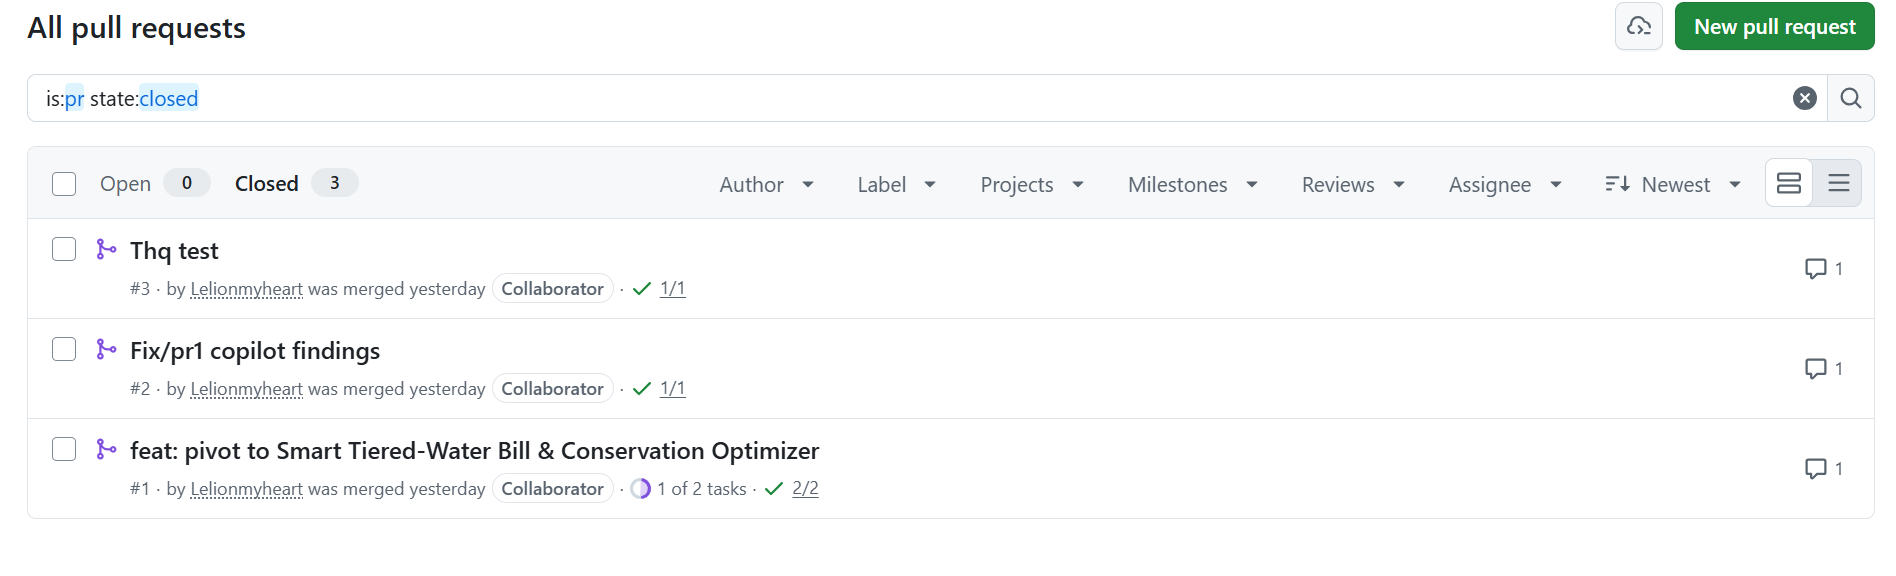 All pull requests
New pull request
is:pr state:closed
Open 0 Closed 3 Author Label Projects Milestones Reviews Assignee Newest
Thq test
#3 · by Lelionmyheart was merged yesterday Collaborator · 1/1
1
Fix/pr1 copilot findings
#2 · by Lelionmyheart was merged yesterday Collaborator · 1/1
1
feat: pivot to Smart Tiered-Water Bill & Conservation Optimizer
#1 · by Lelionmyheart was merged yesterday Collaborator · 1 of 2 tasks · 2/2
1